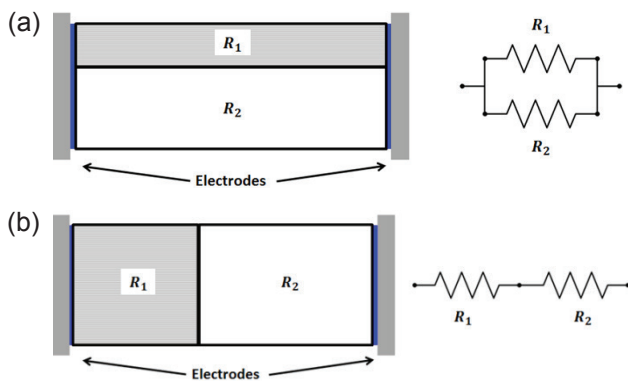 (a)
R₁
R₂
Electrodes
R₁
R₂
(b)
R₁
R₂
Electrodes
R₁
R₂